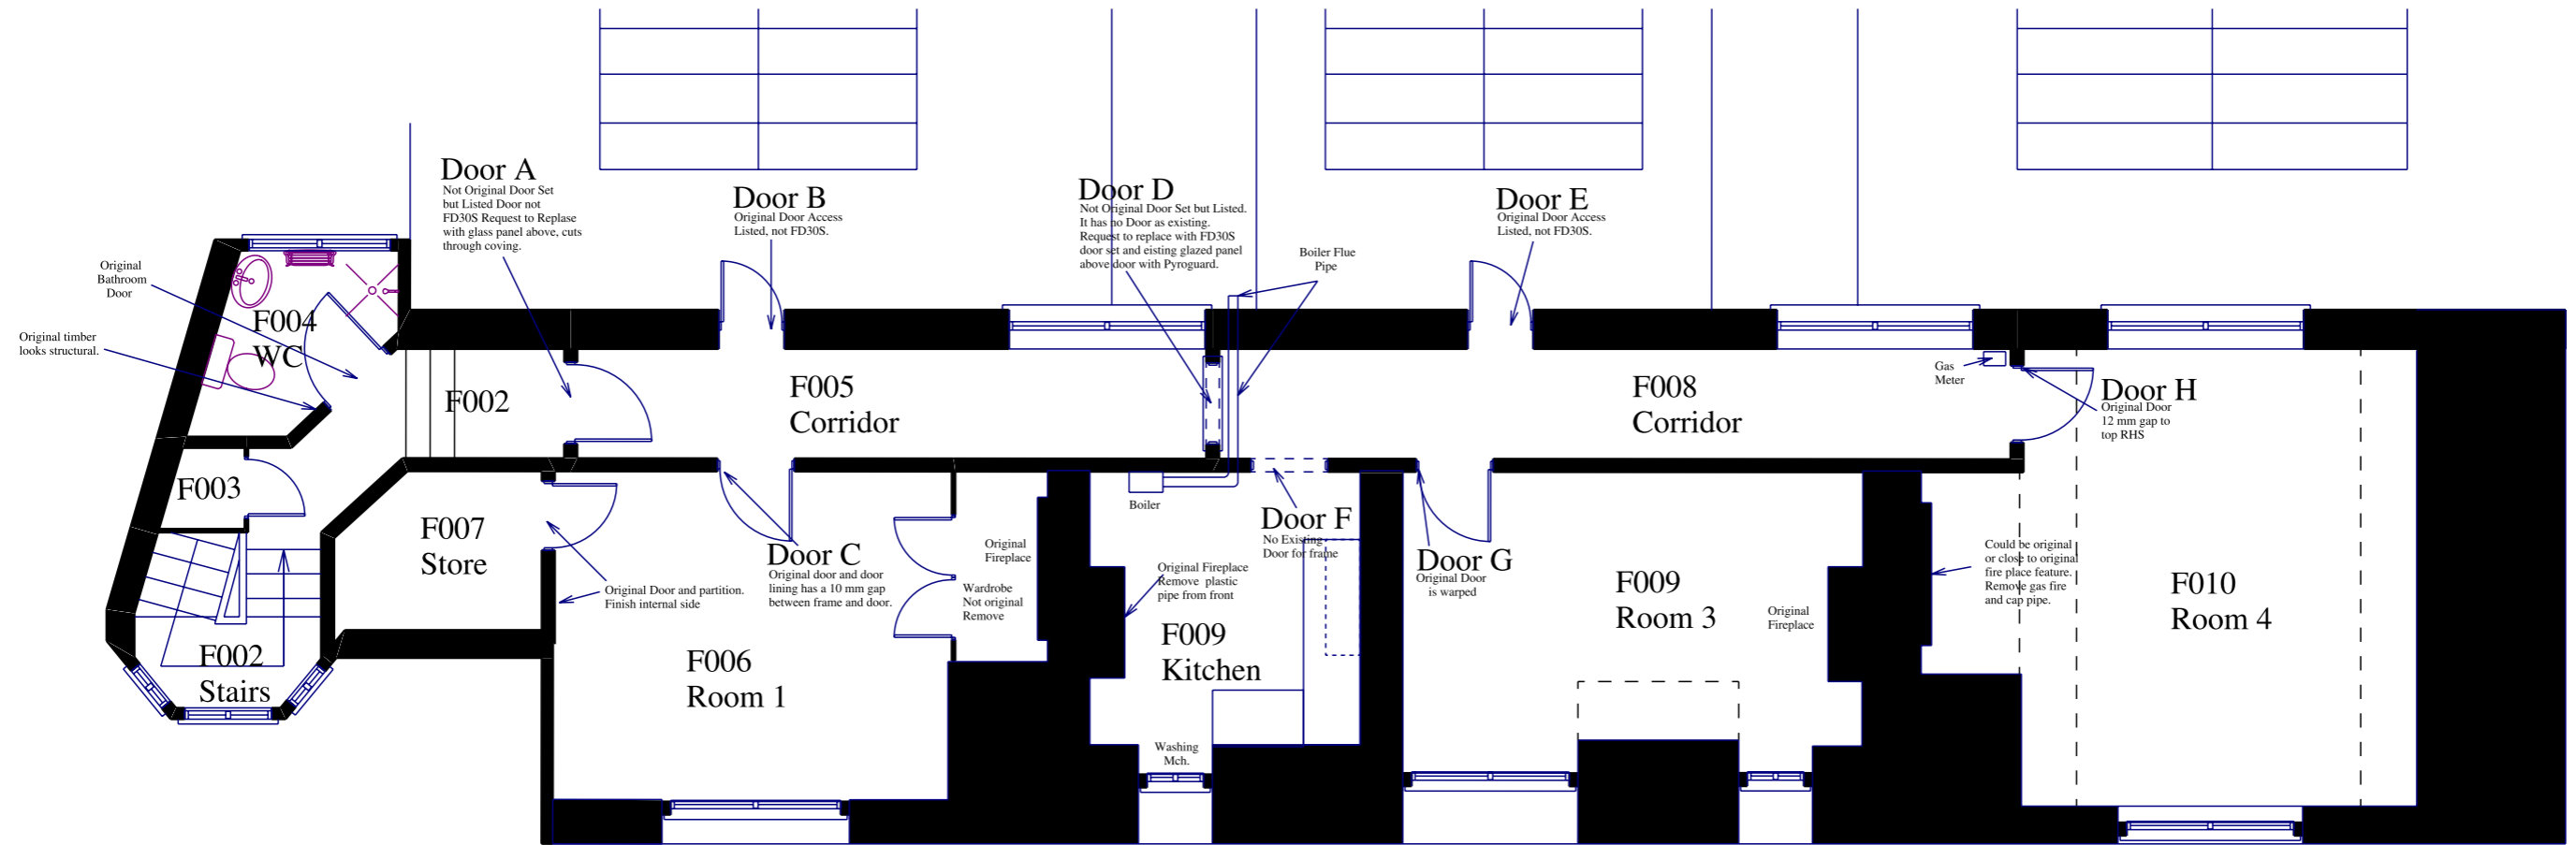 Door A
Not Original Door Set
but Listed Door not
FD30S Request to Replase
with glass panel above, cuts
through coving.
Door B
Original Door Access
Listed, not FD30S.
Door D
Not Original Door Set but Listed.
It has no Door as existing.
Request to replace with FD30S
door set and eisting glazed panel
above door with Pyroguard.
Boiler Flue
Pipe
Door E
Original Door Access
Listed, not FD30S.
Original
Bathroom
Door
Original timber
looks structural.
F004
WC
F002
F005
Corridor
F008
Corridor
Gas
Meter
Door H
Original Door
12 mm gap to
top RHS
F003
F007
Store
Original Door and partition.
Finish internal side
Door C
Original door and door
lining has a 10 mm gap
between frame and door.
Original
Fireplace
Wardrobe
Not original
Remove
Boiler
Door F
No Existing
Door for frame
Original Fireplace
Remove plastic
pipe from front
F009
Kitchen
Door G
Original Door
is warped
F009
Room 3
Original
Fireplace
Could be original
or close to original
fire place feature.
Remove gas fire
and cap pipe.
F010
Room 4
F002
Stairs
F006
Room 1
Washing
Mch.